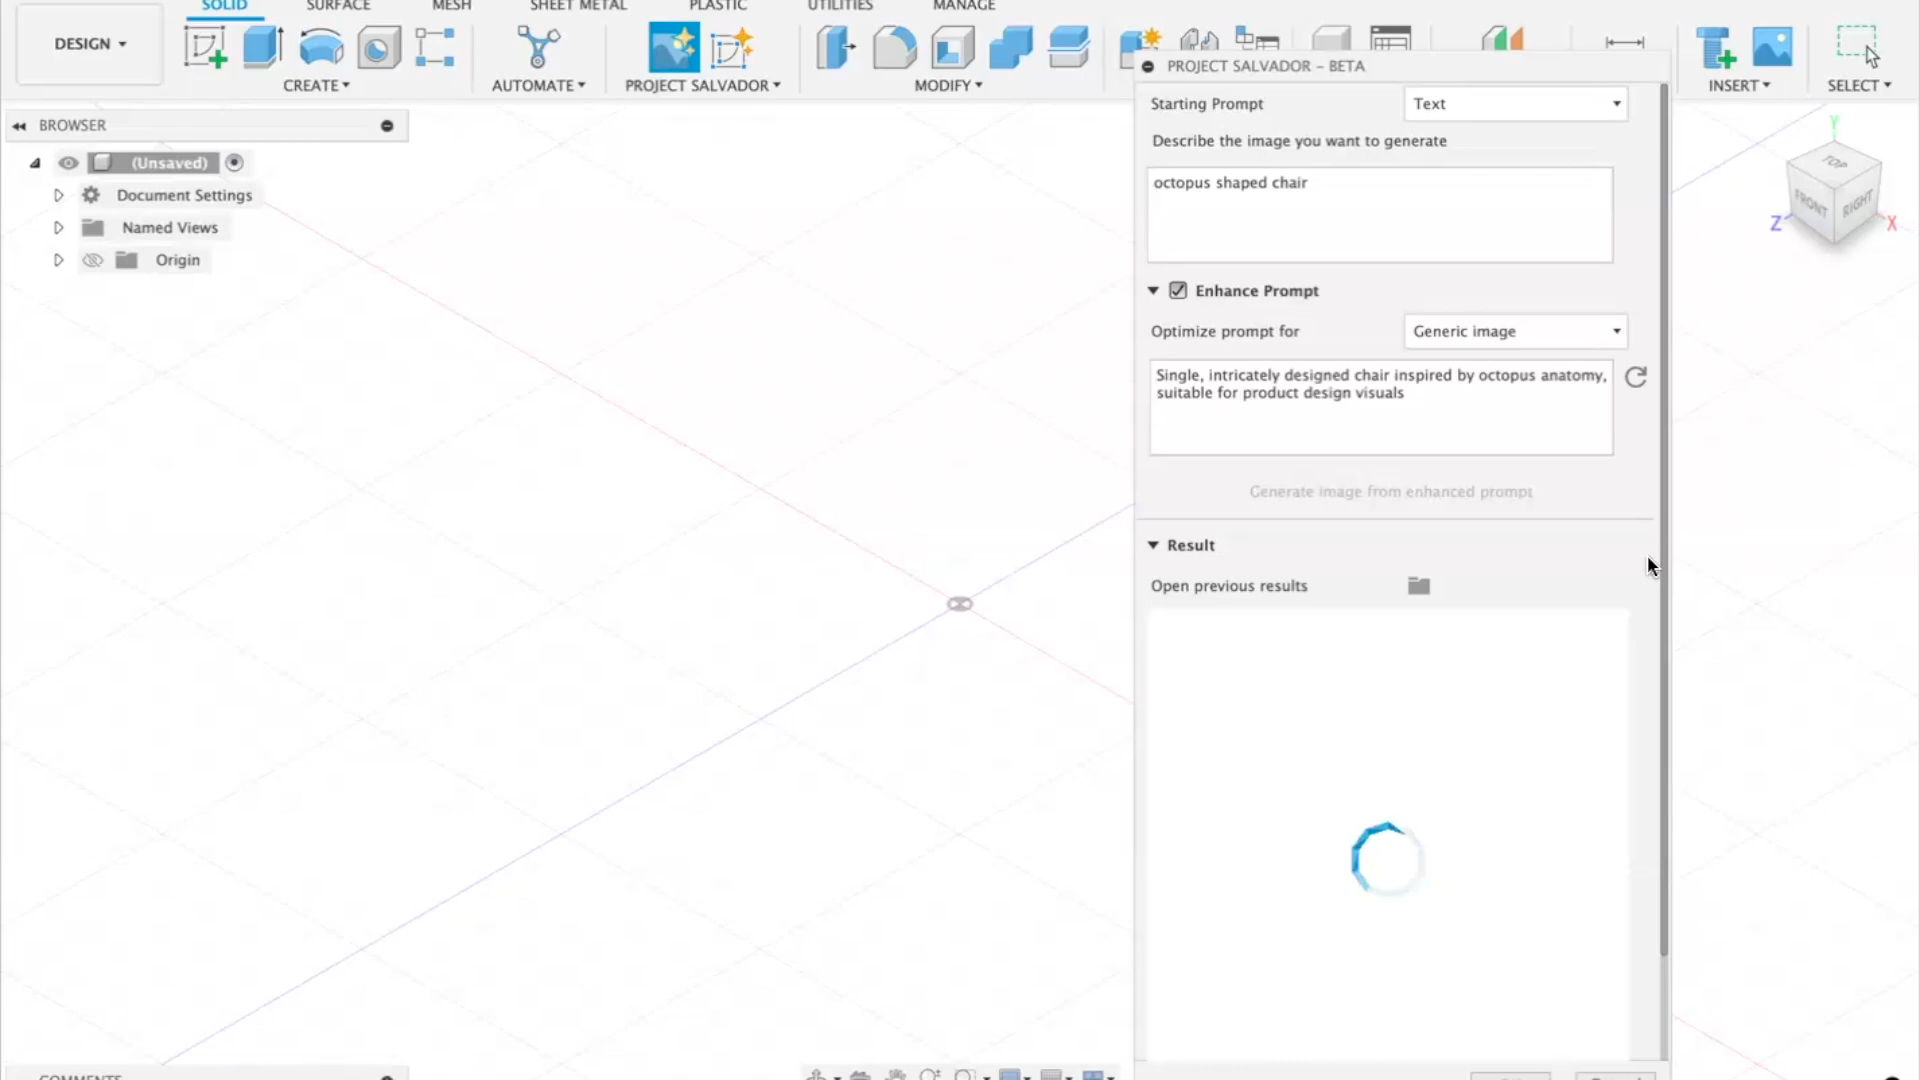 SOLID
SURFACE
MESH
SHEET METAL
PLASTIC
UTILITIES
MANAGE
DESIGN
CREATE
AUTOMATE
PROJECT SALVADOR
MODIFY
INSERT
SELECT
BROWSER
(Unsaved)
Document Settings
Named Views
Origin
PROJECT SALVADOR – BETA
Starting Prompt
Text
Describe the image you want to generate
octopus shaped chair
Enhance Prompt
Optimize prompt for
Generic image
Single, intricately designed chair inspired by octopus anatomy,
suitable for product design visuals
Generate image from enhanced prompt
Result
Open previous results
Y
TOP
FRONT
RIGHT
Z
X
COMMENTS